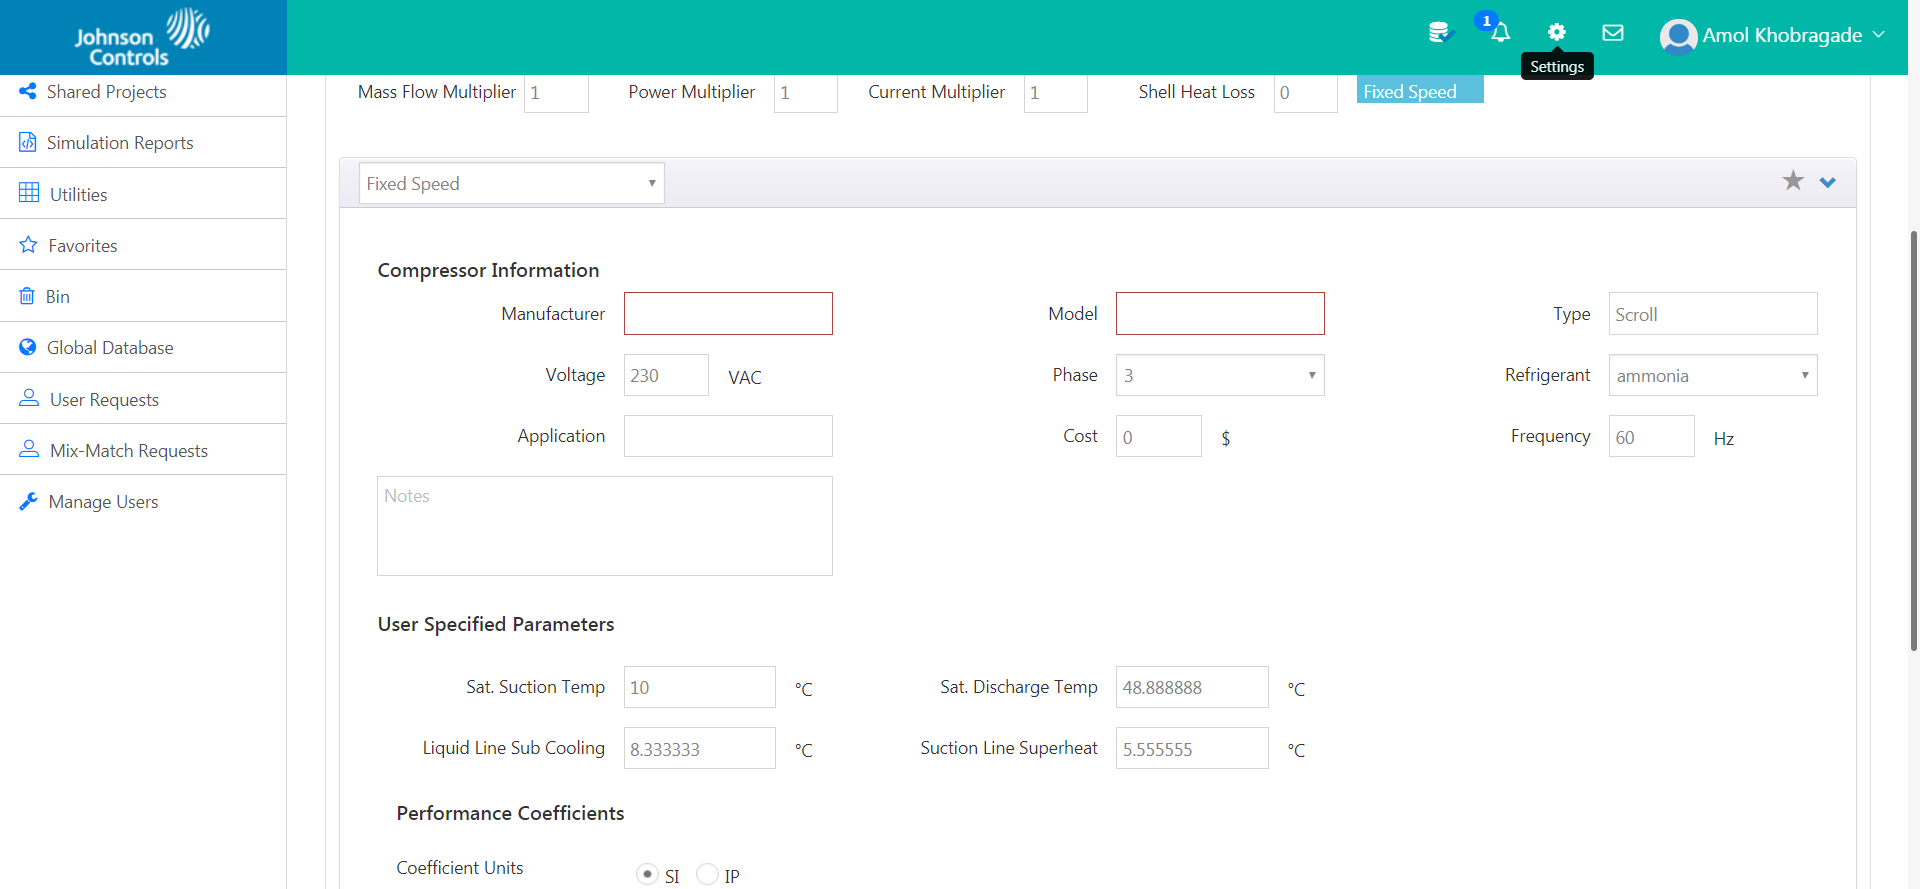 Johnson
Controls
1
Amol Khobragade
Settings
Shared Projects
Simulation Reports
Utilities
Favorites
Bin
Global Database
User Requests
Mix-Match Requests
Manage Users
Mass Flow Multiplier 1 Power Multiplier 1 Current Multiplier 1 Shell Heat Loss 0 Fixed Speed
Fixed Speed
Compressor Information
Manufacturer Model Type Scroll
Voltage 230 VAC Phase 3 Refrigerant ammonia
Application Cost 0 $ Frequency 60 Hz
Notes
User Specified Parameters
Sat. Suction Temp 10 °C Sat. Discharge Temp 48.888888 °C
Liquid Line Sub Cooling 8.333333 °C Suction Line Superheat 5.555555 °C
Performance Coefficients
Coefficient Units SI IP